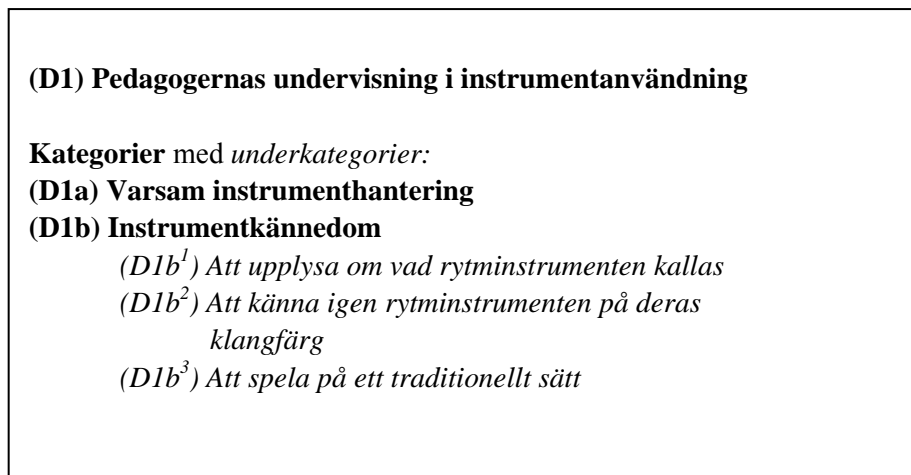 (D1) Pedagogernas undervisning i instrumentanvändning
Kategorier med underkategorier:
(D1a) Varsam instrumenthantering
(D1b) Instrumentkännedom
(D1b¹) Att upplysa om vad rytminstrumenten kallas
(D1b²) Att känna igen rytminstrumenten på deras
klangfärg
(D1b³) Att spela på ett traditionellt sätt